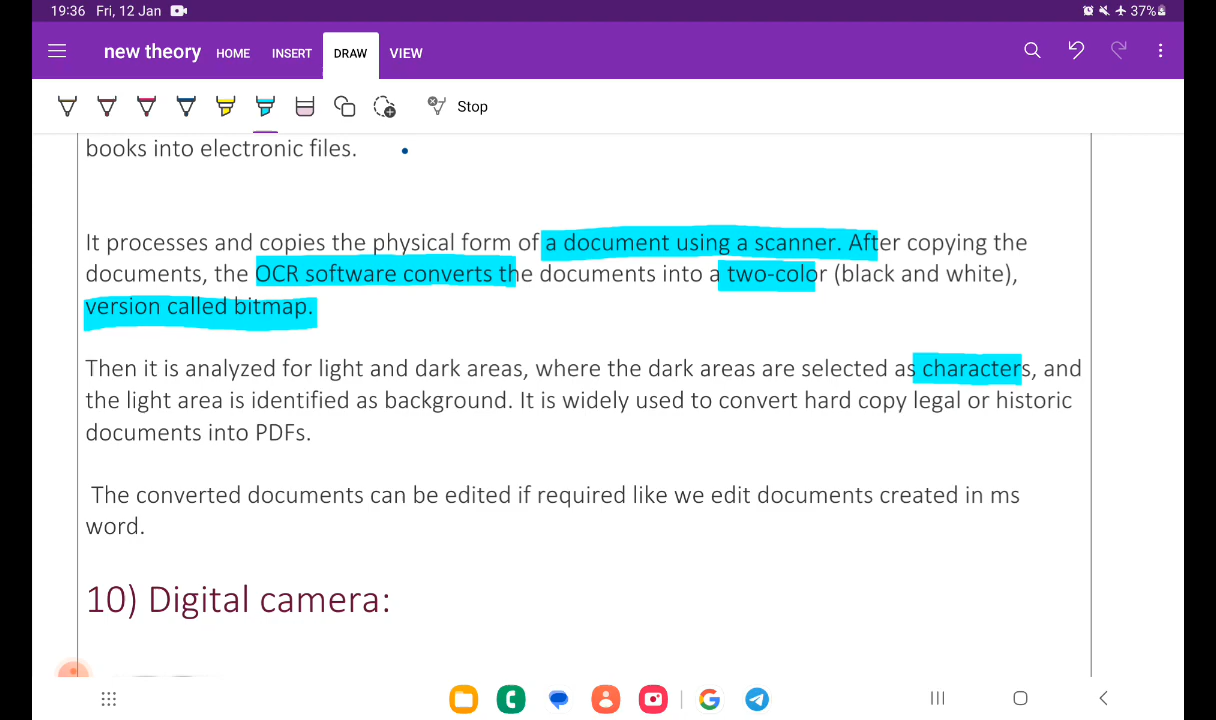 19:36 Fri, 12 Jan 37%
new theory HOME INSERT DRAW VIEW
Stop
books into electronic files.
It processes and copies the physical form of a document using a scanner. After copying the
documents, the OCR software converts the documents into a two-color (black and white),
version called bitmap.
Then it is analyzed for light and dark areas, where the dark areas are selected as characters, and
the light area is identified as background. It is widely used to convert hard copy legal or historic
documents into PDFs.
The converted documents can be edited if required like we edit documents created in ms
word.
10) Digital camera: